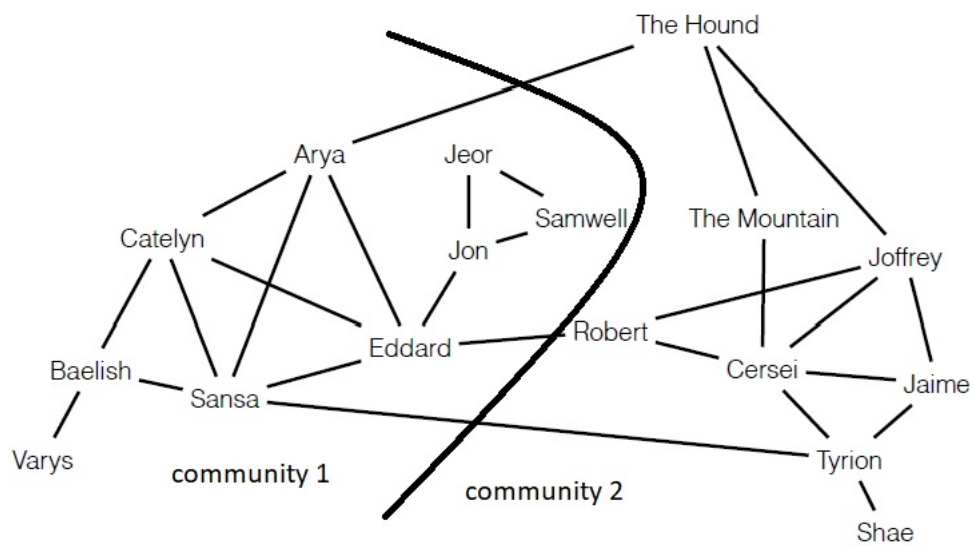 The Hound
Arya
Jeor
Samwell
The Mountain
Catelyn
Jon
Joffrey
Robert
Eddard
Baelish
Cersei
Jaime
Sansa
Varys
Tyrion
community 1
community 2
Shae